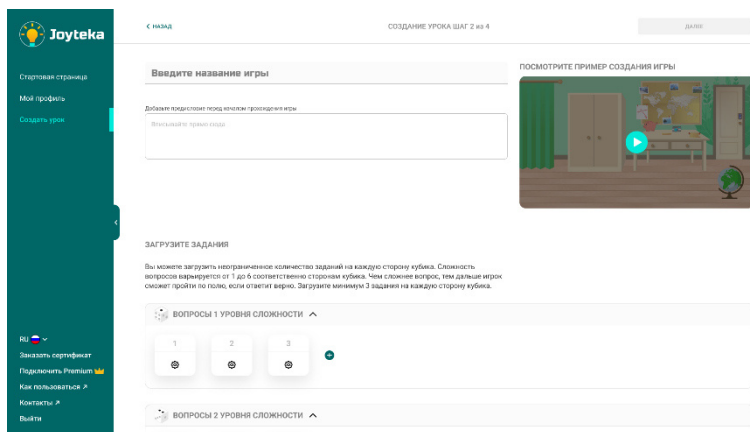 Joyteka
НАЗАД
СОЗДАНИЕ УРОКА ШАГ 2 из 4
ДАЛЕЕ
Стартовая страница
Мой профиль
Создать урок
Введите название игры
Добавьте предисловие перед началом прохождения игры
Вписывайте прямо сюда
ПОСМОТРИТЕ ПРИМЕР СОЗДАНИЯ ИГРЫ
ЗАГРУЗИТЕ ЗАДАНИЯ
Вы можете загрузить неограниченное количество заданий на каждую сторону кубика. Сложность
вопросов варьируется от 1 до 6 соответственно сторонам кубика. Чем сложнее вопрос, тем дальше игрок
сможет пройти по полю, если ответит верно. Загрузите минимум 3 задания на каждую сторону кубика.
ВОПРОСЫ 1 УРОВНЯ СЛОЖНОСТИ
1 2 3
ВОПРОСЫ 2 УРОВНЯ СЛОЖНОСТИ
RU
Заказать сертификат
Подключить Premium
Как пользоваться
Контакты
Выйти